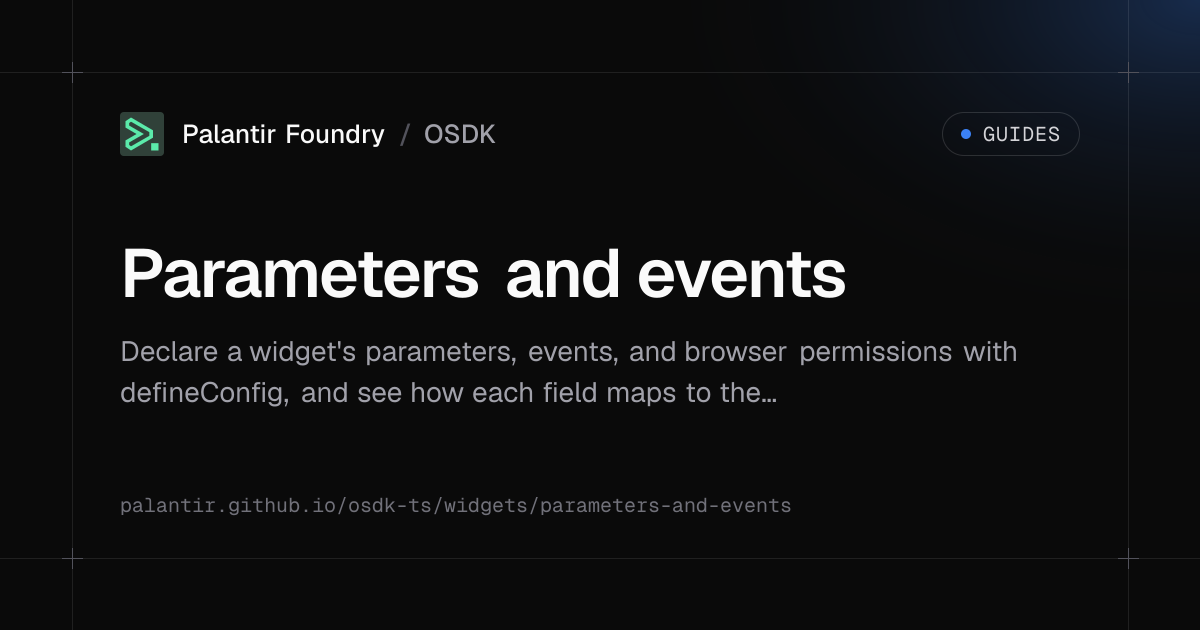 Palantir Foundry / OSDK
GUIDES
Parameters and events
Declare a widget's parameters, events, and browser permissions with
defineConfig, and see how each field maps to the…
palantir.github.io/osdk-ts/widgets/parameters-and-events